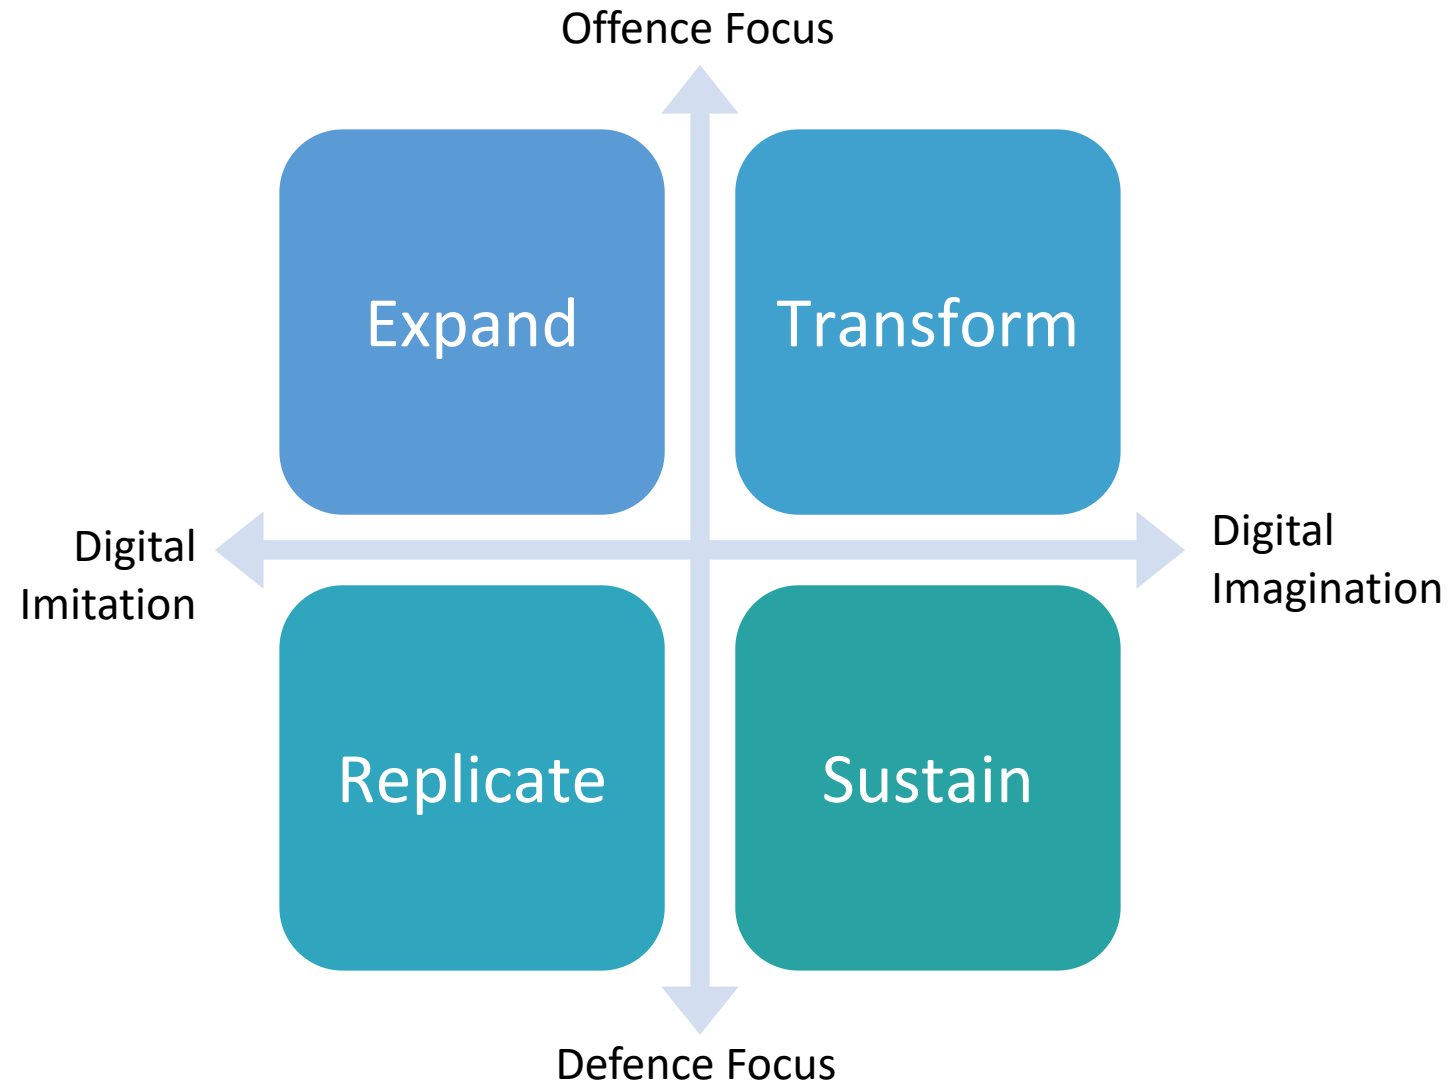 Offence Focus
Expand
Transform
Digital
Imitation
Digital
Imagination
Replicate
Sustain
Defence Focus